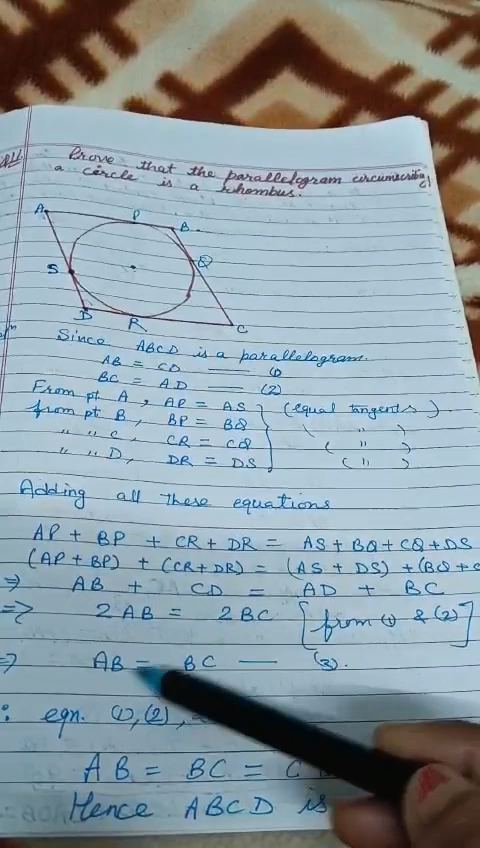 Prove that the parallelogram circumscribing
a circle is a rhombus.
A P B
S Q
D R C
Since ABCD is a parallelogram.
AB = CD —— (1)
BC = AD —— (2)
From pt. A, AP = AS (equal tangents)
from pt B, BP = BQ ( " )
" " C, CR = CQ ( " )
" " D, DR = DS ( " )
Adding all these equations
AP + BP + CR + DR = AS + BQ + CQ + DS
(AP + BP) + (CR + DR) = (AS + DS) + (BQ + C
⇒ AB + CD = AD + BC
⇒ 2AB = 2BC [from (1) & (2)]
⇒ AB = BC — (3).
: eqn. (1), (2),
AB = BC = C
Hence ABCD is